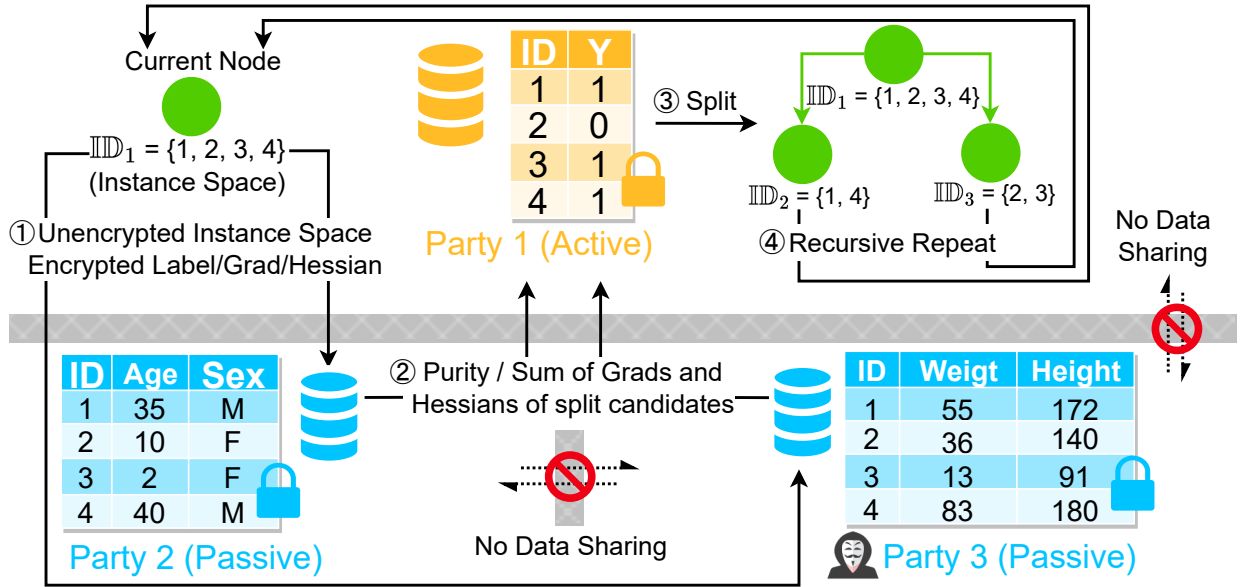 Current Node
𝕀𝔻₁ = {1, 2, 3, 4}
(Instance Space)
① Unencrypted Instance Space
Encrypted Label/Grad/Hessian
ID Y
1 1
2 0
3 1
4 1
Party 1 (Active)
③ Split
𝕀𝔻₁ = {1, 2, 3, 4}
𝕀𝔻₂ = {1, 4}
𝕀𝔻₃ = {2, 3}
④ Recursive Repeat
No Data
Sharing
ID Age Sex
1 35 M
2 10 F
3 2 F
4 40 M
Party 2 (Passive)
② Purity / Sum of Grads and
Hessians of split candidates
No Data Sharing
ID Weigt Height
1 55 172
2 36 140
3 13 91
4 83 180
Party 3 (Passive)